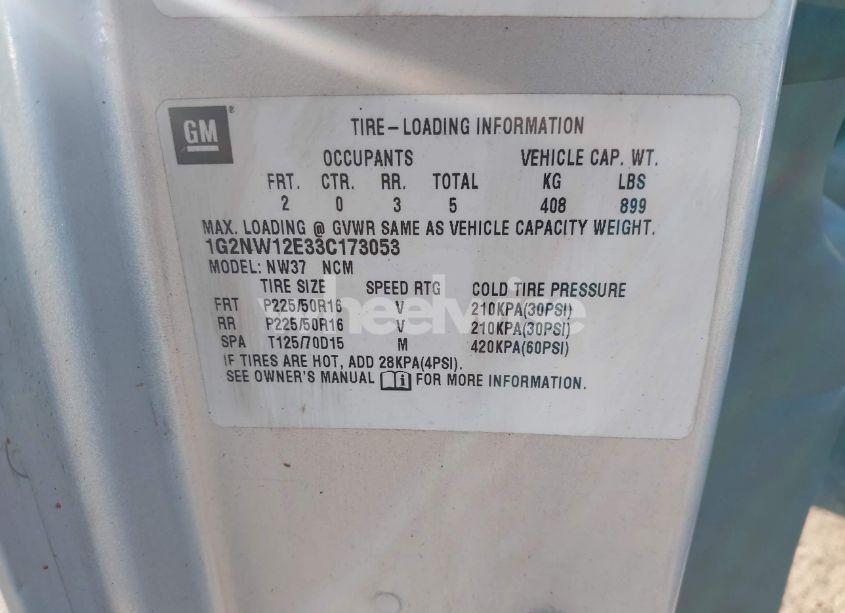 GM
TIRE-LOADING INFORMATION
OCCUPANTS VEHICLE CAP. WT.
FRT. CTR. RR. TOTAL KG LBS
2 0 3 5 408 899
MAX. LOADING @ GVWR SAME AS VEHICLE CAPACITY WEIGHT.
1G2NW12E33C173053
MODEL: NW37 NCM
TIRE SIZE SPEED RTG COLD TIRE PRESSURE
FRT P225/50R16 V 210KPA(30PSI)
RR P225/50R16 V 210KPA(30PSI)
SPA T125/70D15 M 420KPA(60PSI)
IF TIRES ARE HOT, ADD 28KPA(4PSI).
SEE OWNER'S MANUAL i FOR MORE INFORMATION.